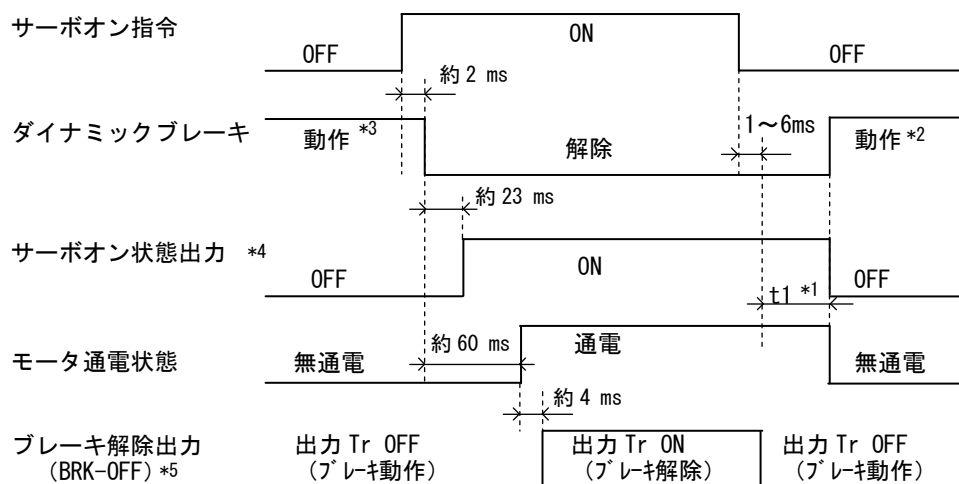 サーボオン指令
OFF
ON
OFF
約 2 ms
ダイナミックブレーキ
動作 *3
解除
1～6ms
動作 *2
約 23 ms
サーボオン状態出力 *4
OFF
ON
t1 *1
OFF
モータ通電状態
無通電
約 60 ms
通電
無通電
約 4 ms
ブレーキ解除出力
(BRK-OFF) *5
出力 Tr OFF
(ﾌﾞﾚｰｷ動作)
出力 Tr ON
(ﾌﾞﾚｰｷ解除)
出力 Tr OFF
(ﾌﾞﾚｰｷ動作)